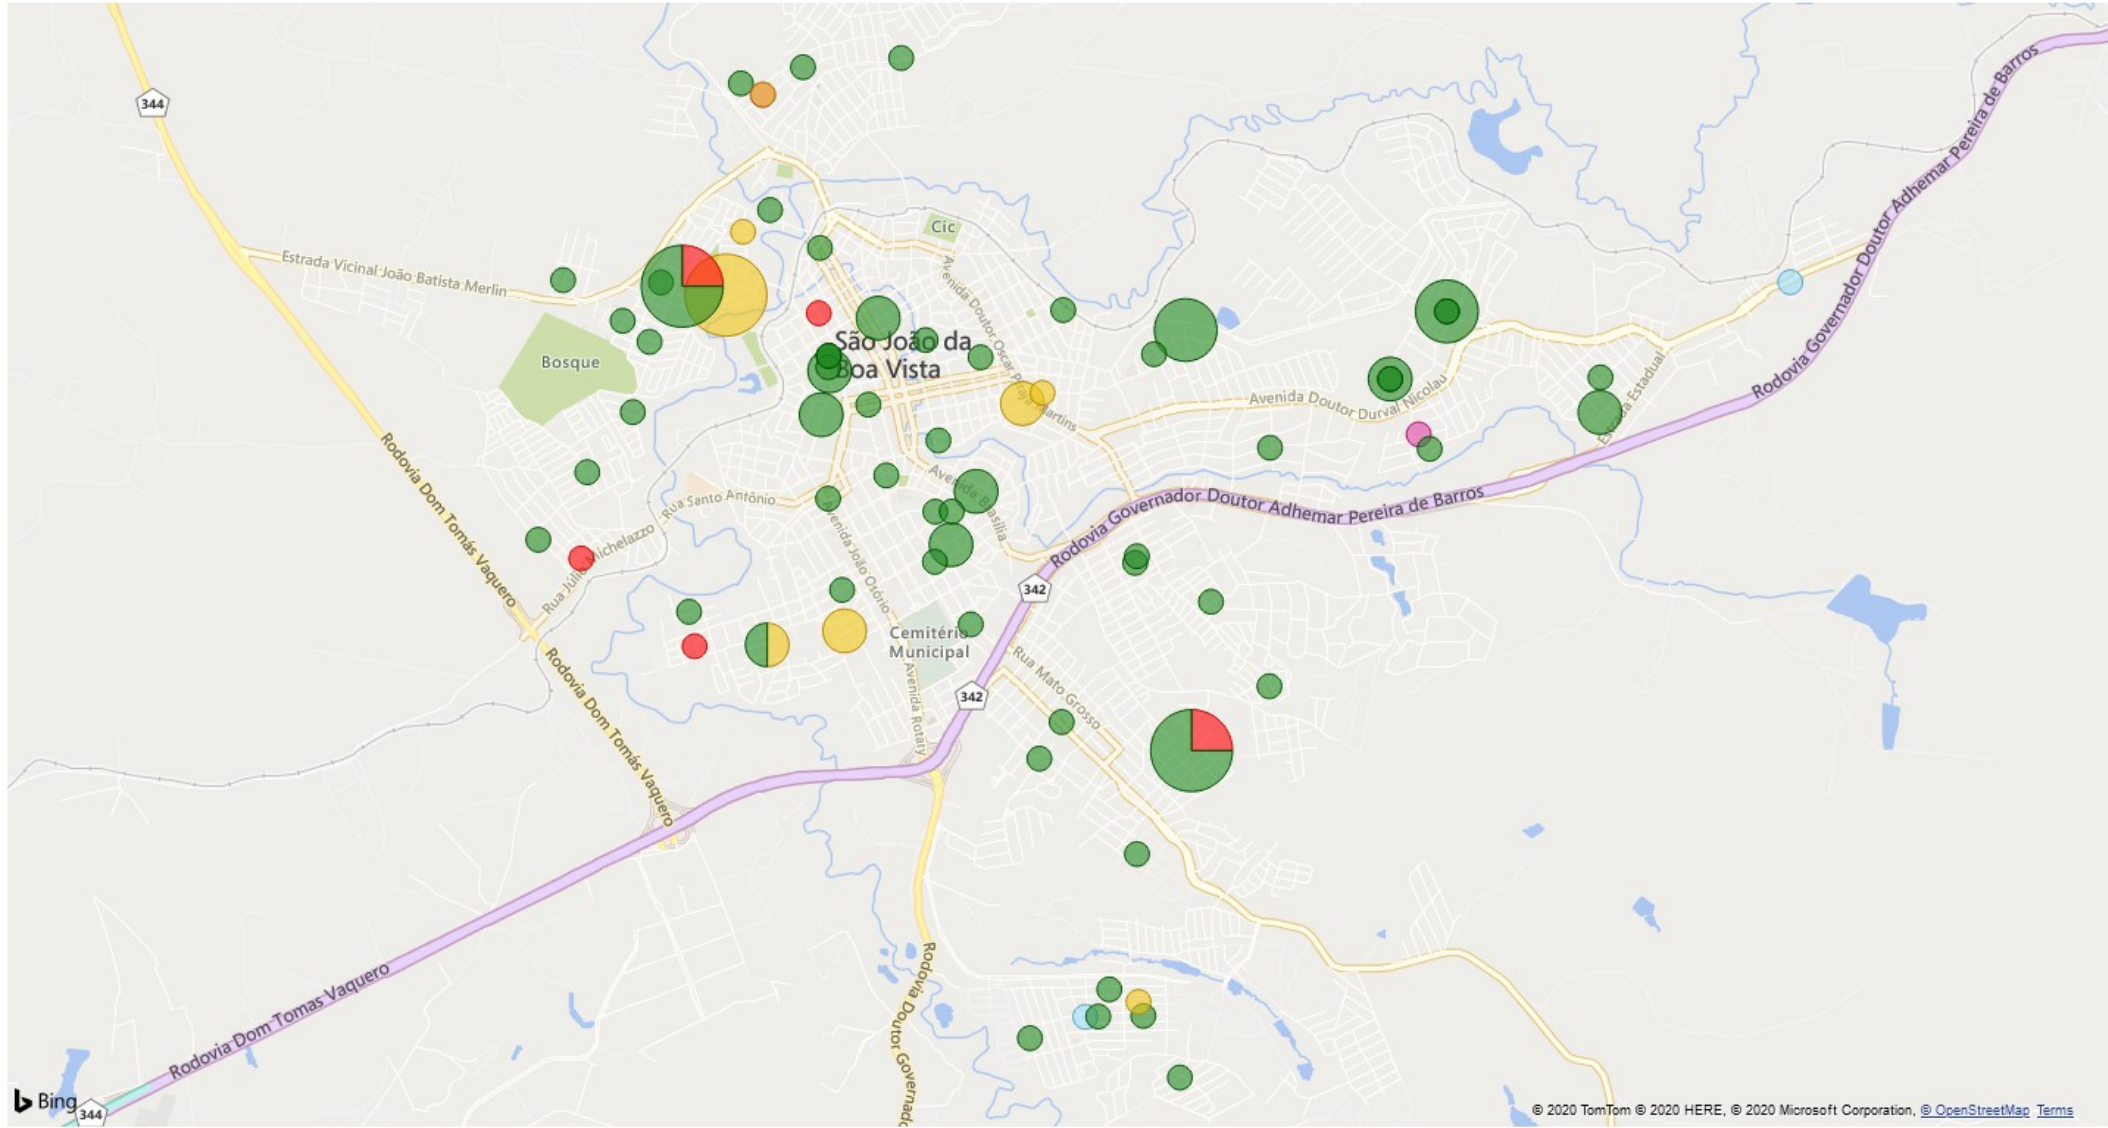 344
Rodovia Governador Doutor Adhemar Pereira de Barros
Cic
Estrada Vicinal João Batista Merlin
Avenida Doutor Oscar Pirajá Martins
São João da
Boa Vista
Bosque
Avenida Doutor Durval Nicolau
Estrada Estadual
Rodovia Governador Doutor Adhemar Pereira de Barros
Rodovia Dom Tomás Vaquero
Rua Santo Antônio
Avenida Brasília
Rua Júlio Michelazzo
Avenida João Osório
342
Cemitério
Municipal
Rua Mato Grosso
Rodovia Dom Tomás Vaquero
Avenida Rotary
342
Rodovia Dom Tomas Vaquero
Rodovia Doutor Governado
Bing
344
© 2020 TomTom © 2020 HERE, © 2020 Microsoft Corporation, © OpenStreetMap Terms